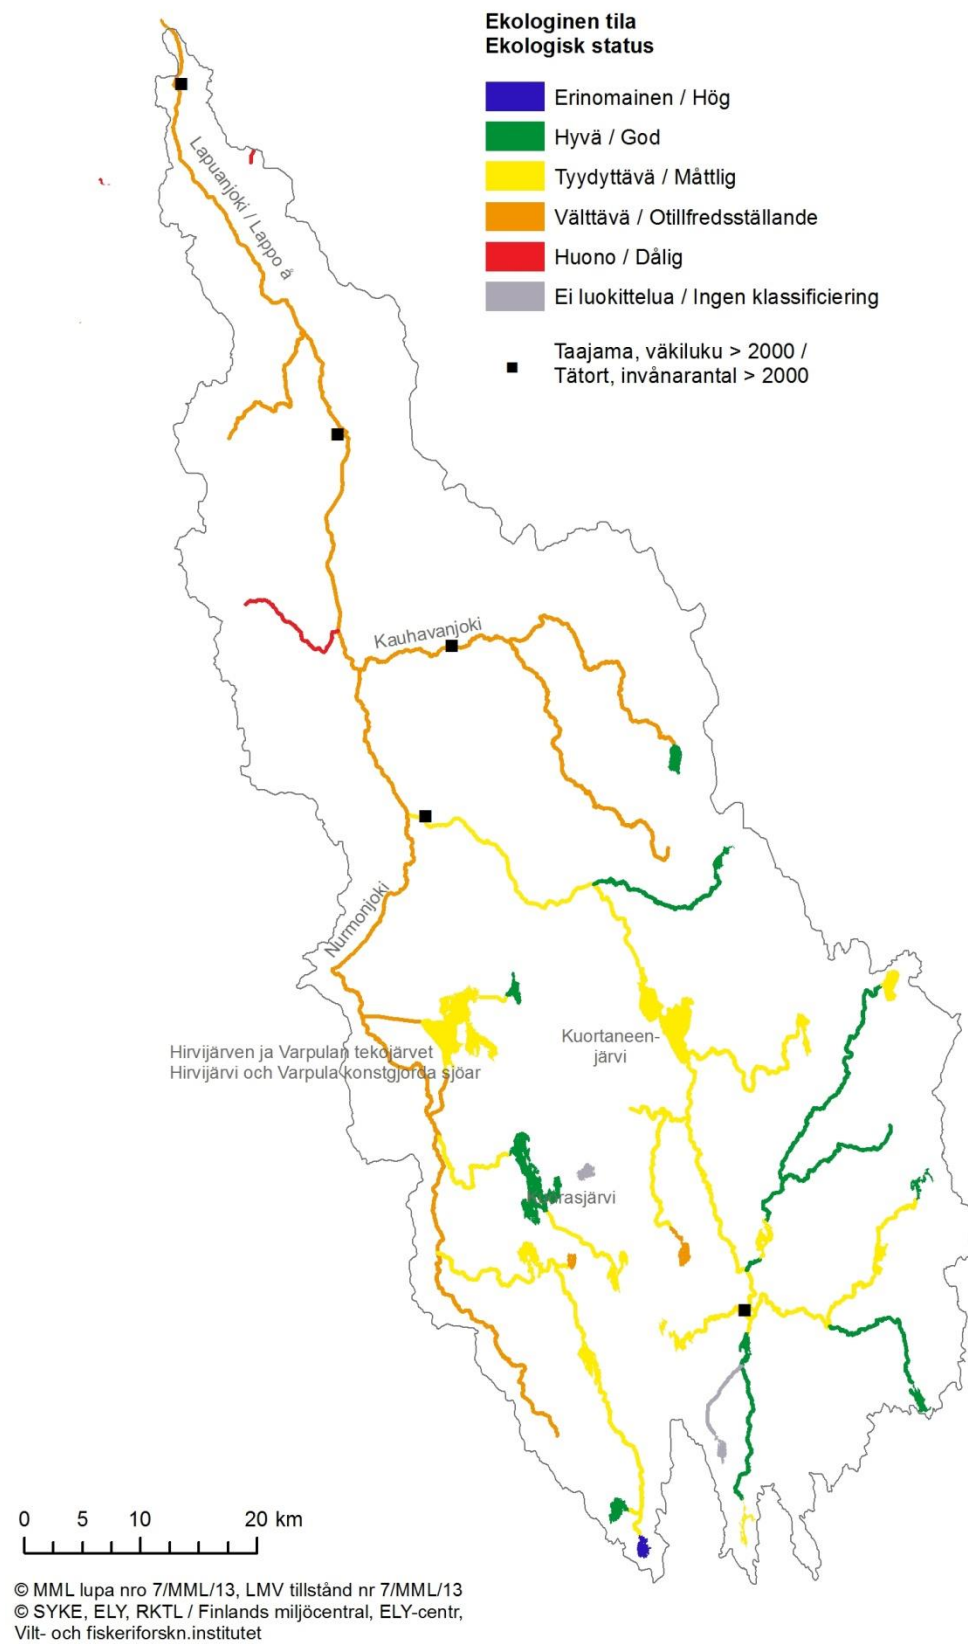 Ekologinen tila
Ekologisk status
Erinomainen / Hög
Hyvä / God
Tyydyttävä / Måttlig
Välttävä / Otillfredsställande
Huono / Dålig
Ei luokittelua / Ingen klassificiering
Taajama, väkiluku > 2000 /
Tätort, invånarantal > 2000
Lapuanjoki / Lappo å
Kauhavanjoki
Nurmonjoki
Kuortaneen-
järvi
Hirvijärven ja Varpulan tekojärvet
Hirvijärvi och Varpula konstgjorda sjöar
0 5 10 20 km
© MML lupa nro 7/MML/13, LMV tillstånd nr 7/MML/13
© SYKE, ELY, RKTL / Finlands miljöcentral, ELY-centr,
Vilt- och fiskeriforskn.institutet